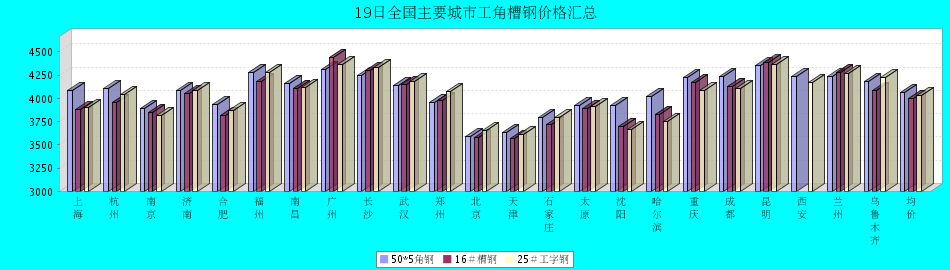 19日全国主要城市工角槽钢价格汇总
4500
4250
4000
3750
3500
3250
3000
上海 杭州 南京 济南 合肥 福州 南昌 广州 长沙 武汉 郑州 北京 天津 石家庄 太原 沈阳 哈尔滨 重庆 成都 昆明 西安 兰州 乌鲁木齐 均价
50*5角钢 16#槽钢 25#工字钢